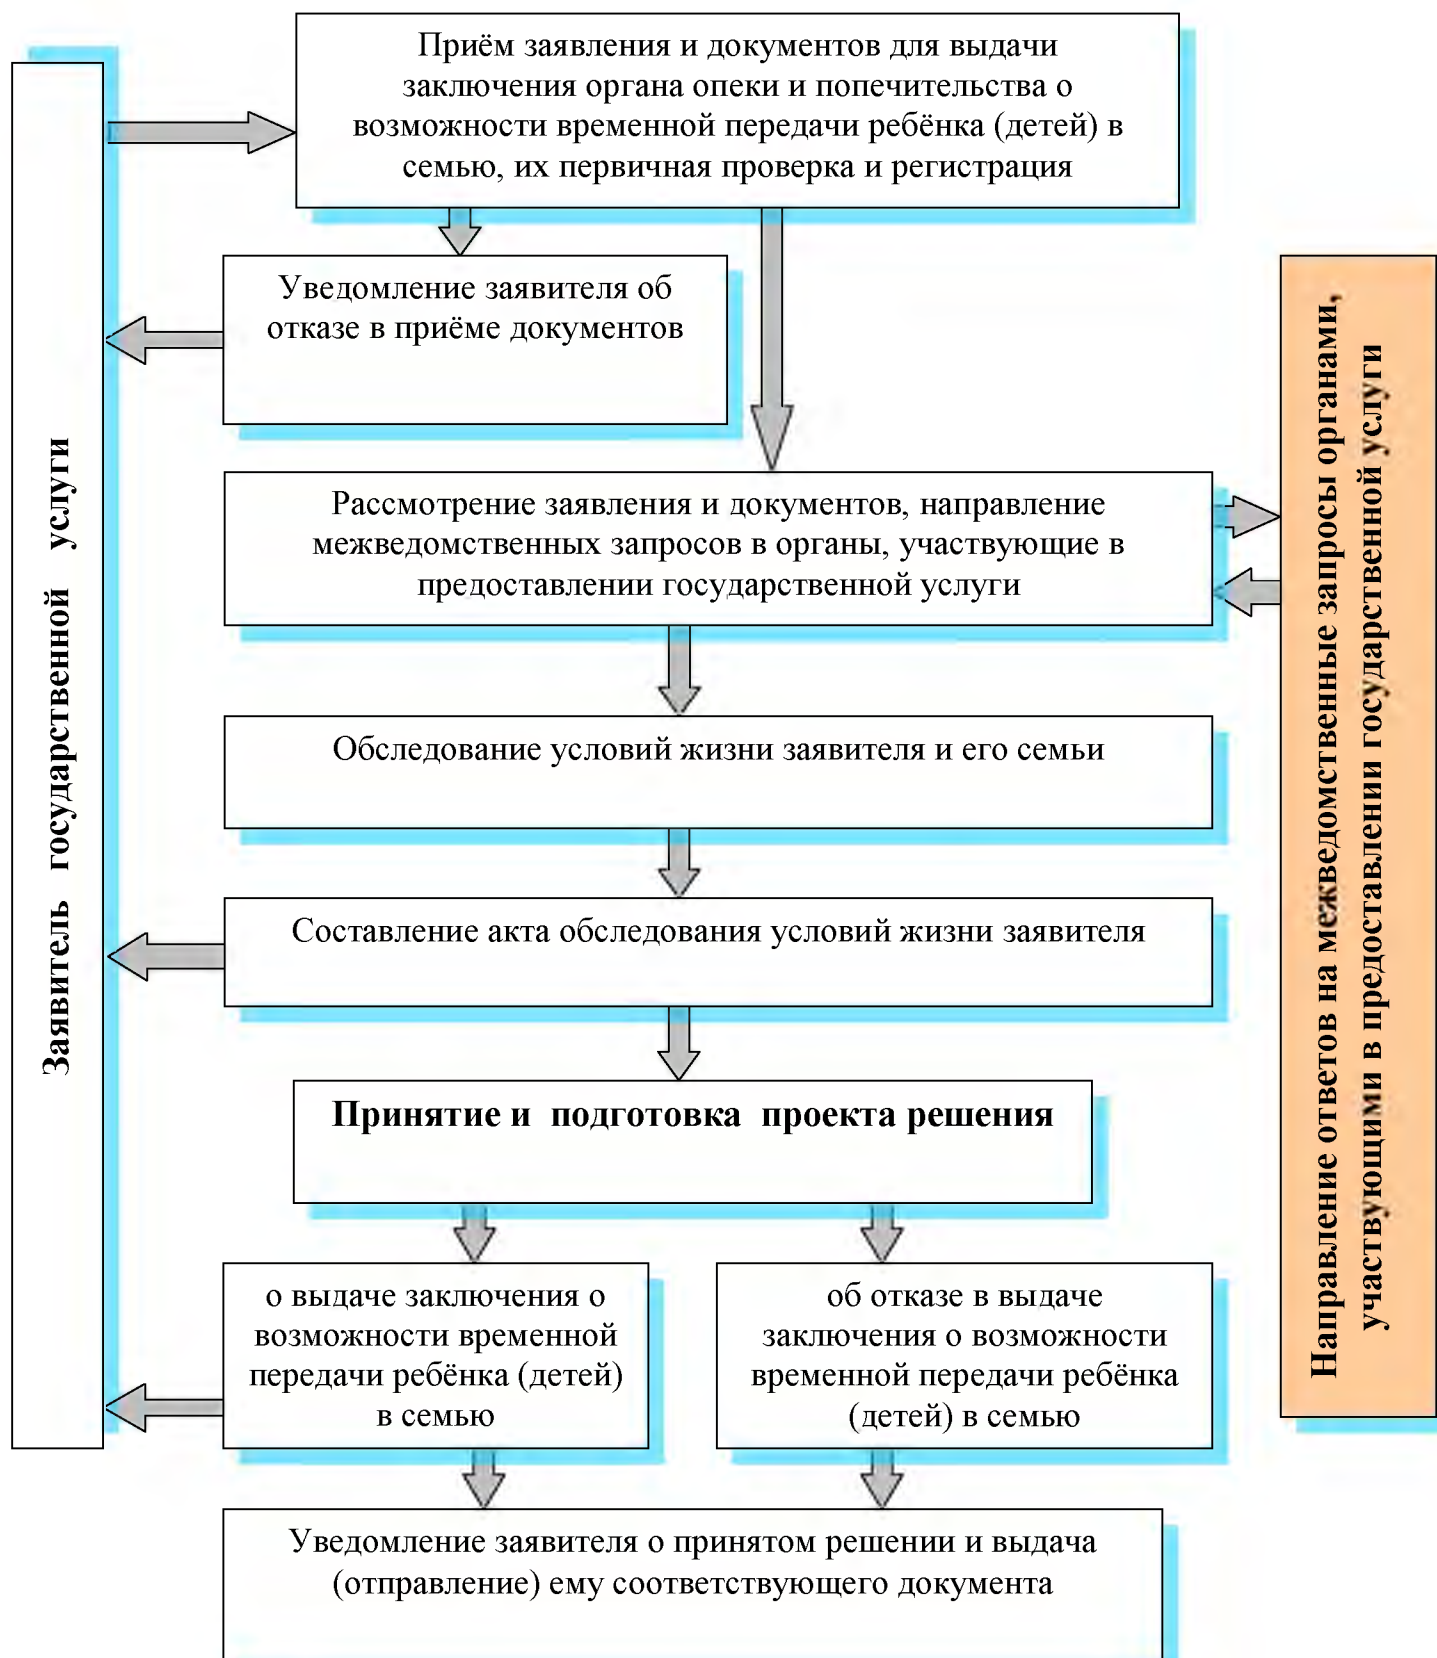 Приём заявления и документов для выдачи
заключения органа опеки и попечительства о
возможности временной передачи ребёнка (детей) в
семью, их первичная проверка и регистрация
Заявитель государственной услуги
Уведомление заявителя об
отказе в приёме документов
Направление ответов на межведомственные запросы органами,
участвующими в предоставлении государственной услуги
Рассмотрение заявления и документов, направление
межведомственных запросов в органы, участвующие в
предоставлении государственной услуги
Обследование условий жизни заявителя и его семьи
Составление акта обследования условий жизни заявителя
Принятие и подготовка проекта решения
о выдаче заключения о
возможности временной
передачи ребёнка (детей)
в семью
об отказе в выдаче
заключения о возможности
временной передачи ребёнка
(детей) в семью
Уведомление заявителя о принятом решении и выдача
(отправление) ему соответствующего документа